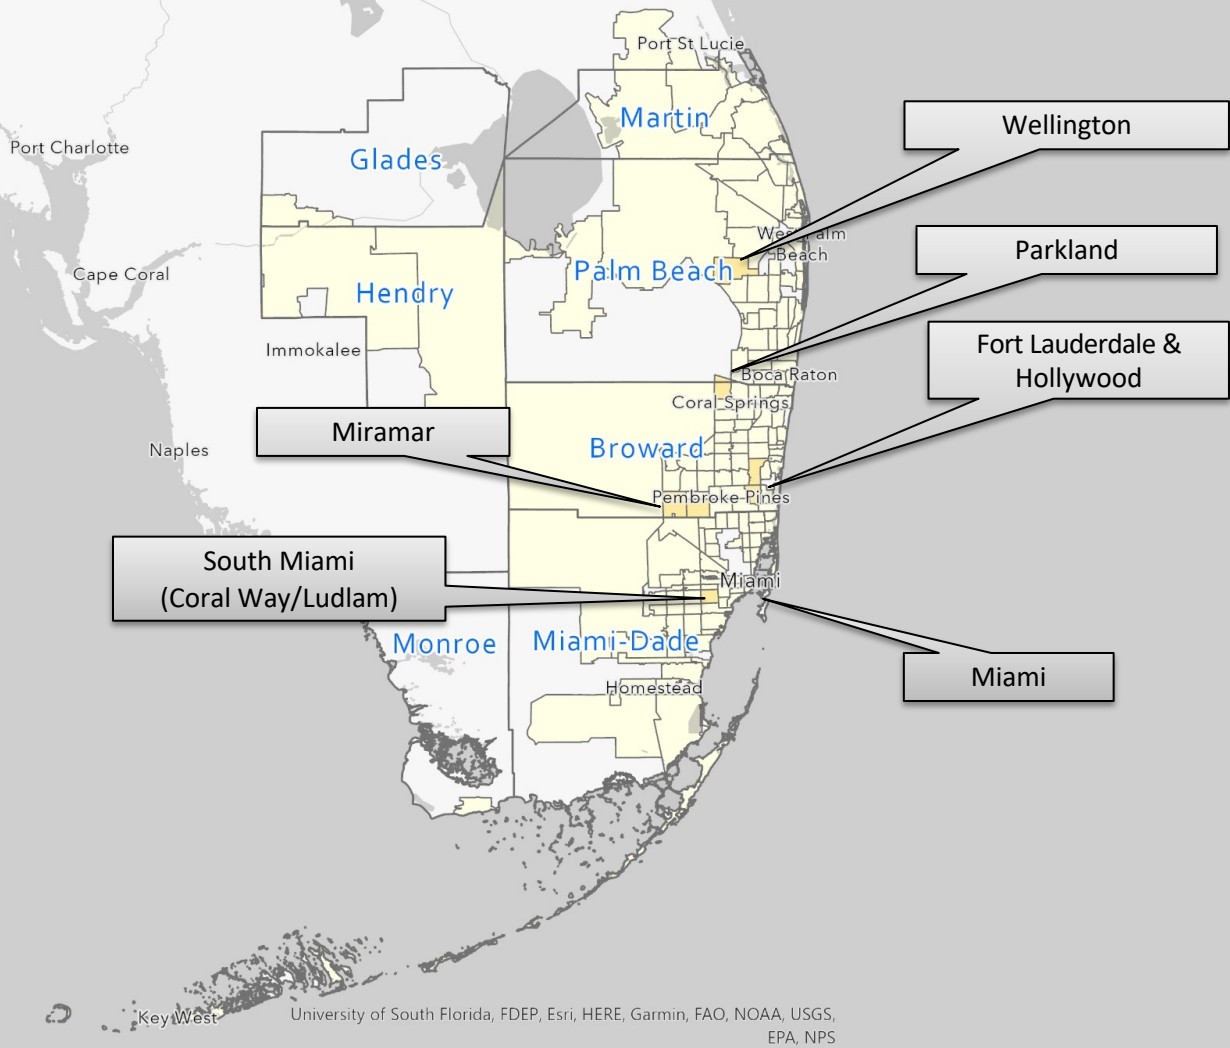 Port St Lucie
Martin
Wellington
Port Charlotte
Glades
West Palm
Beach
Parkland
Cape Coral
Palm Beach
Hendry
Immokalee
Fort Lauderdale &
Hollywood
Boca Raton
Coral Springs
Miramar
Naples
Broward
Pembroke Pines
South Miami
(Coral Way/Ludlam)
Miami
Monroe
Miami-Dade
Miami
Homestead
Key West
University of South Florida, FDEP, Esri, HERE, Garmin, FAO, NOAA, USGS,
EPA, NPS